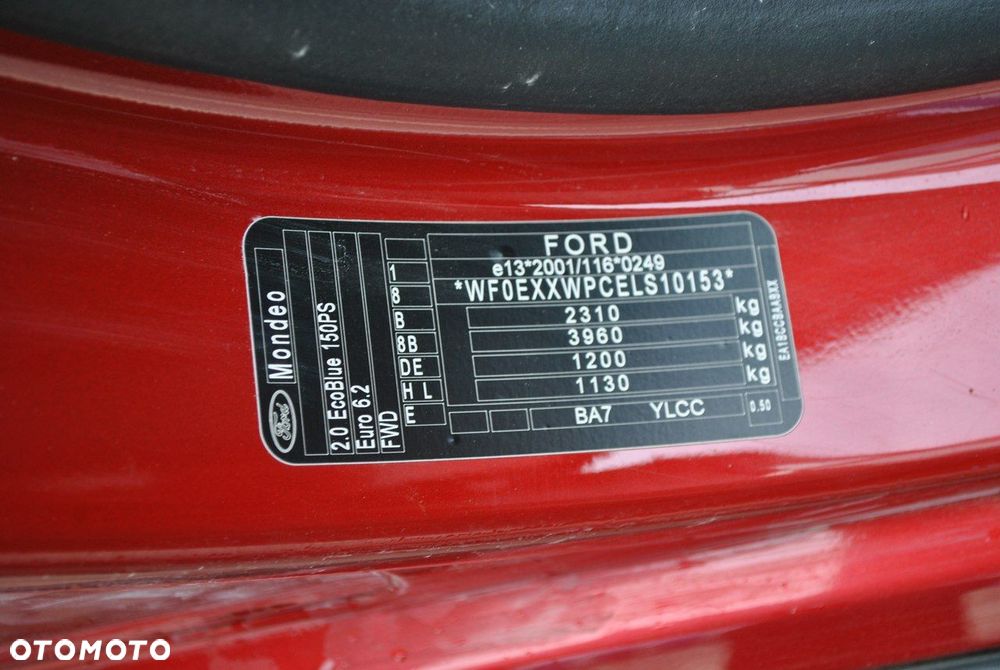 FORD
e13*2001/116*0249
*WF0EXXWPCELS10153*
2310 kg
3960 kg
1200 kg
1130 kg
BA7 YLCC
0.50
1
8
B
8B
DE
H L
E
Ford
Mondeo
2.0 EcoBlue 150PS
Euro 6.2
FWD
OTOMOTO